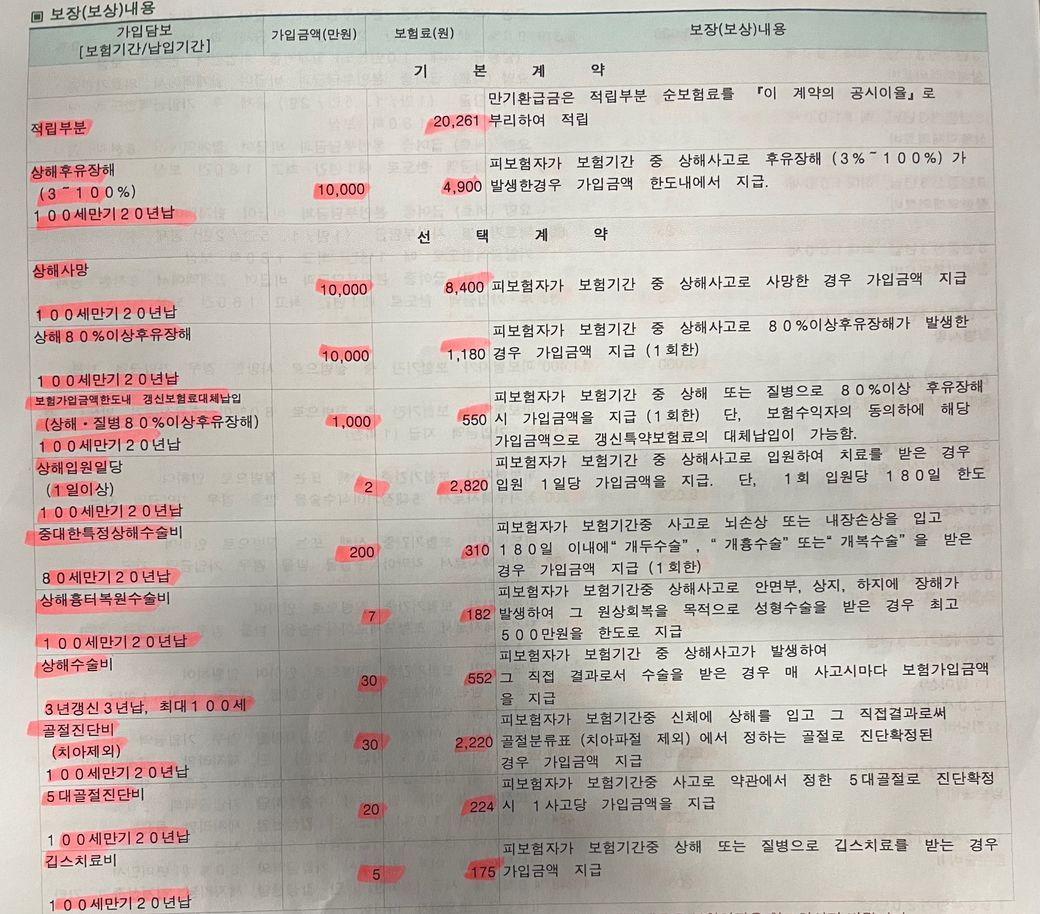 ▣ 보장(보상)내용
가입담보
[보험기간/납입기간]
가입금액(만원)
보험료(원)
보장(보상)내용
기 본 계 약
적립부분
20,261
만기환급금은 적립부분 순보험료를 『이 계약의 공시이율』로
부리하여 적립
상해후유장해
(3~100%)
100세만기20년납
10,000
4,900
피보험자가 보험기간 중 상해사고로 후유장해(3%~100%)가
발생한경우 가입금액 한도내에서 지급.
선 택 계 약
상해사망
100세만기20년납
10,000
8,400
피보험자가 보험기간 중 상해사고로 사망한 경우 가입금액 지급
상해80%이상후유장해
100세만기20년납
10,000
1,180
피보험자가 보험기간 중 상해사고로 80%이상후유장해가 발생한
경우 가입금액 지급(1회한)
보험가입금액한도내 갱신보험료대체납입
(상해・질병80%이상후유장해)
100세만기20년납
1,000
550
피보험자가 보험기간 중 상해 또는 질병으로 80%이상 후유장해
시 가입금액을 지급(1회한) 단, 보험수익자의 동의하에 해당
가입금액으로 갱신특약보험료의 대체납입이 가능함.
상해입원일당
(1일이상)
100세만기20년납
2
2,820
피보험자가 보험기간 중 상해사고로 입원하여 치료를 받은 경우
입원 1일당 가입금액을 지급. 단, 1회 입원당 180일 한도
중대한특정상해수술비
80세만기20년납
200
310
피보험자가 보험기간중 사고로 뇌손상 또는 내장손상을 입고
180일 이내에“개두수술”, “개흉수술” 또는“개복수술”을 받은
경우 가입금액 지급(1회한)
상해흉터복원수술비
100세만기20년납
7
182
피보험자가 보험기간중 상해사고로 안면부, 상지, 하지에 장해가
발생하여 그 원상회복을 목적으로 성형수술을 받은 경우 최고
500만원을 한도로 지급
상해수술비
3년갱신3년납, 최대100세
30
552
피보험자가 보험기간 중 상해사고가 발생하여
그 직접 결과로서 수술을 받은 경우 매 사고시마다 보험가입금액
을 지급
골절진단비
(치아제외)
100세만기20년납
30
2,220
피보험자가 보험기간중 신체에 상해를 입고 그 직접결과로써
골절분류표 (치아파절 제외)에서 정하는 골절로 진단확정된
경우 가입금액 지급
5대골절진단비
100세만기20년납
20
224
피보험자가 보험기간중 사고로 약관에서 정한 5대골절로 진단확정
시 1사고당 가입금액을 지급
깁스치료비
100세만기20년납
5
175
피보험자가 보험기간중 상해 또는 질병으로 깁스치료를 받는 경우
가입금액 지급